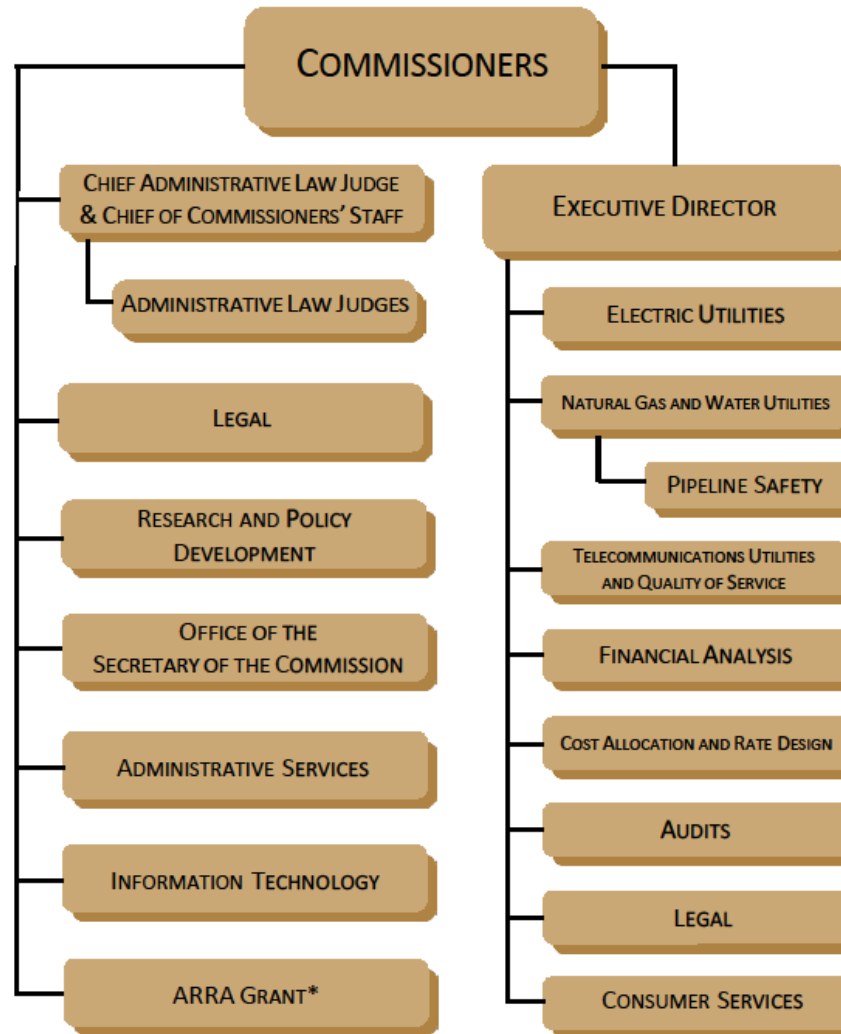 COMMISSIONERS
CHIEF ADMINISTRATIVE LAW JUDGE
& CHIEF OF COMMISSIONERS' STAFF
ADMINISTRATIVE LAW JUDGES
LEGAL
RESEARCH AND POLICY
DEVELOPMENT
OFFICE OF THE
SECRETARY OF THE COMMISSION
ADMINISTRATIVE SERVICES
INFORMATION TECHNOLOGY
ARRA GRANT*
EXECUTIVE DIRECTOR
ELECTRIC UTILITIES
NATURAL GAS AND WATER UTILITIES
PIPELINE SAFETY
TELECOMMUNICATIONS UTILITIES
AND QUALITY OF SERVICE
FINANCIAL ANALYSIS
COST ALLOCATION AND RATE DESIGN
AUDITS
LEGAL
CONSUMER SERVICES